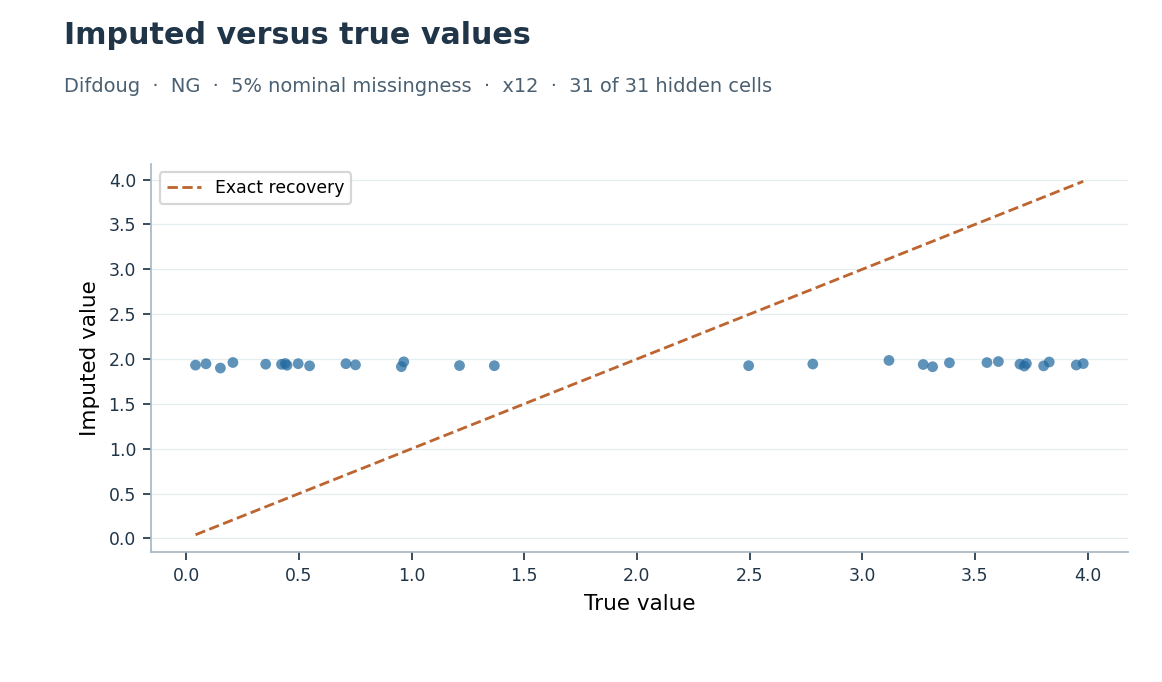 Imputed versus true values
Difdoug · NG · 5% nominal missingness · x12 · 31 of 31 hidden cells
Exact recovery
4.0
3.5
3.0
2.5
2.0
1.5
1.0
0.5
0.0
Imputed value
0.0 0.5 1.0 1.5 2.0 2.5 3.0 3.5 4.0
True value